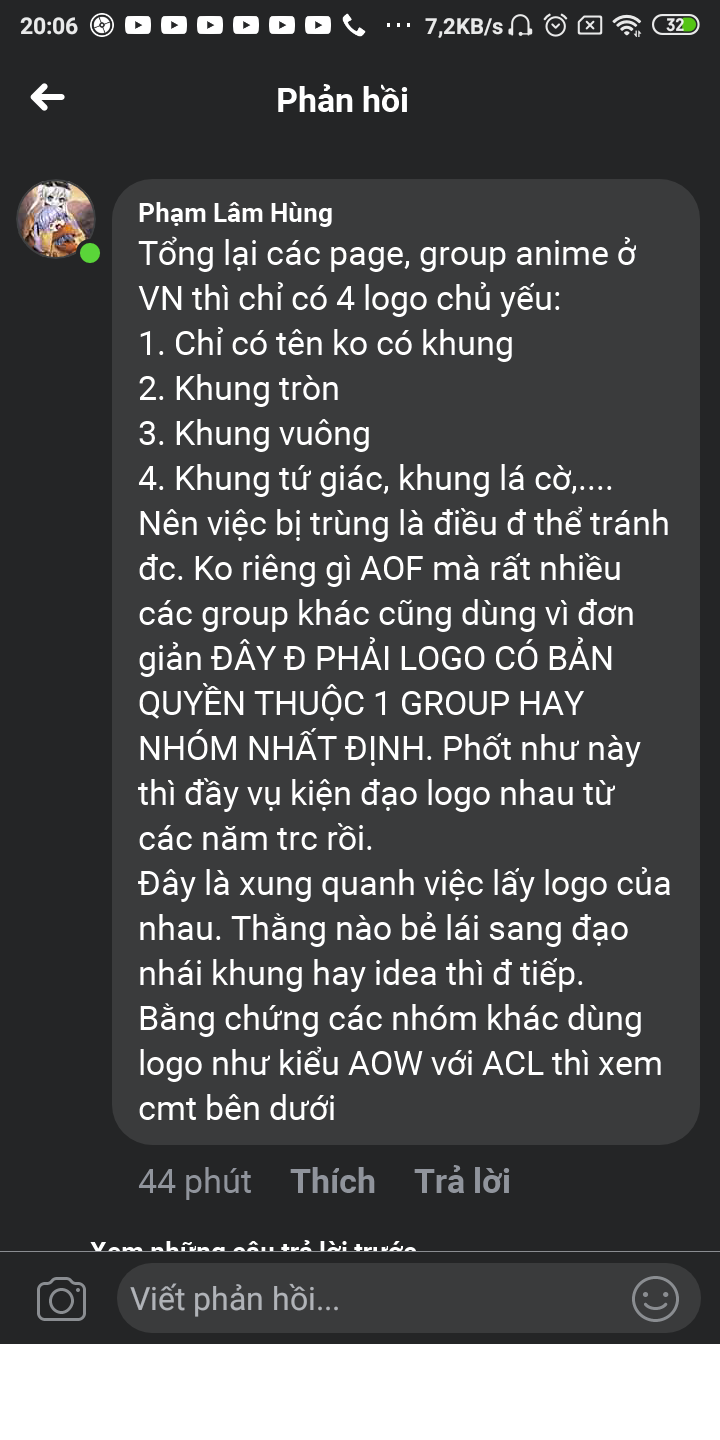 20:06 ... 7,2KB/s 32
Phản hồi
Phạm Lâm Hùng
Tổng lại các page, group anime ở
VN thì chỉ có 4 logo chủ yếu:
1. Chỉ có tên ko có khung
2. Khung tròn
3. Khung vuông
4. Khung tứ giác, khung lá cờ,....
Nên việc bị trùng là điều đ thể tránh
đc. Ko riêng gì AOF mà rất nhiều
các group khác cũng dùng vì đơn
giản ĐÂY Đ PHẢI LOGO CÓ BẢN
QUYỀN THUỘC 1 GROUP HAY
NHÓM NHẤT ĐỊNH. Phốt như này
thì đầy vụ kiện đạo logo nhau từ
các năm trc rồi.
Đây là xung quanh việc lấy logo của
nhau. Thằng nào bẻ lái sang đạo
nhái khung hay idea thì đ tiếp.
Bằng chứng các nhóm khác dùng
logo như kiểu AOW với ACL thì xem
cmt bên dưới
44 phút Thích Trả lời
Xem những câu trả lời trước
Viết phản hồi...